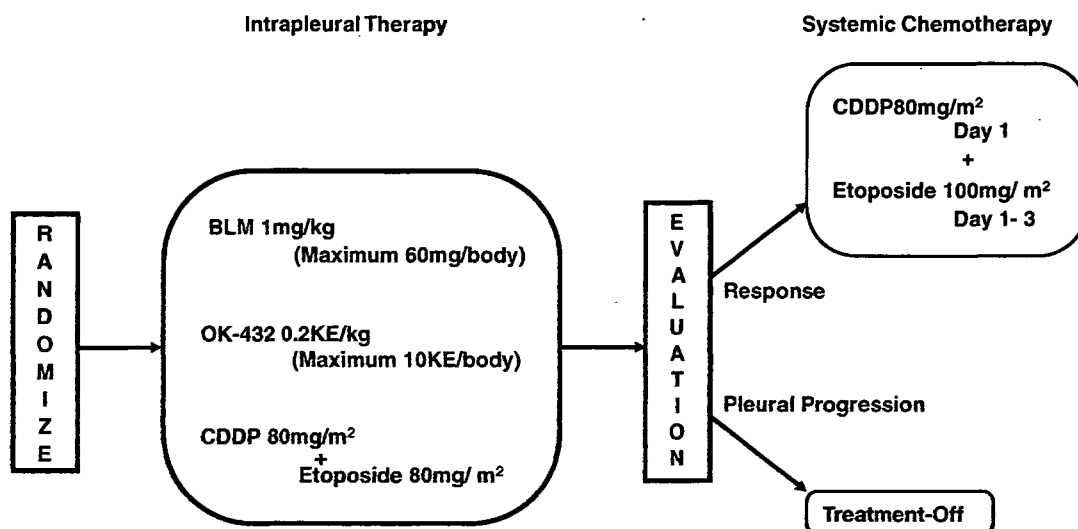 Intrapleural Therapy
Systemic Chemotherapy
RANDOMIZE
BLM 1mg/kg
(Maximum 60mg/body)
OK-432 0.2KE/kg
(Maximum 10KE/body)
CDDP 80mg/m²
+
Etoposide 80mg/ m²
EVALUATION
Response
Pleural Progression
CDDP80mg/m²
Day 1
+
Etoposide 100mg/ m²
Day 1- 3
Treatment-Off